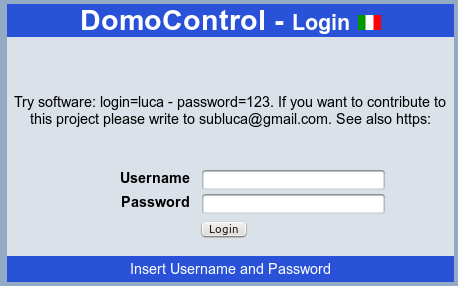 DomoControl - Login
Try software: login=luca - password=123. If you want to contribute to
this project please write to subluca@gmail.com. See also https:
Username
Password
Login
Insert Username and Password